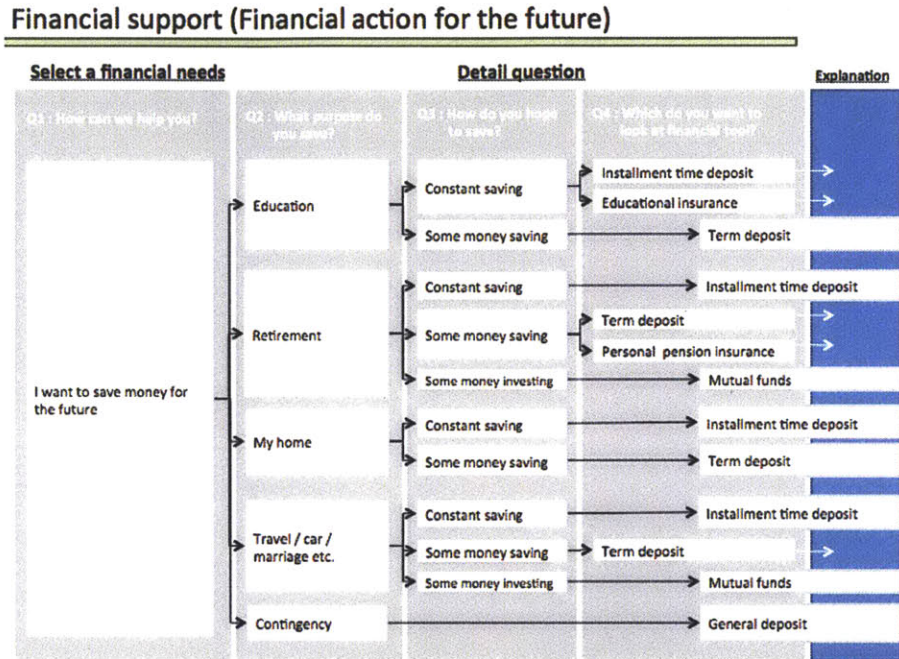 Financial support (Financial action for the future)
Select a financial needs
Detail question
Explanation
Q1 : How can we help you?
Q2 : What purpose do
you save?
Q3 : How do you hope
to save?
Q4 : Which do you want to
look at financial tool?
I want to save money for
the future
Education
Constant saving
Installment time deposit
Educational insurance
Some money saving
Term deposit
Retirement
Constant saving
Installment time deposit
Some money saving
Term deposit
Personal pension insurance
Some money investing
Mutual funds
My home
Constant saving
Installment time deposit
Some money saving
Term deposit
Travel / car /
marriage etc.
Constant saving
Installment time deposit
Some money saving
Term deposit
Some money investing
Mutual funds
Contingency
General deposit